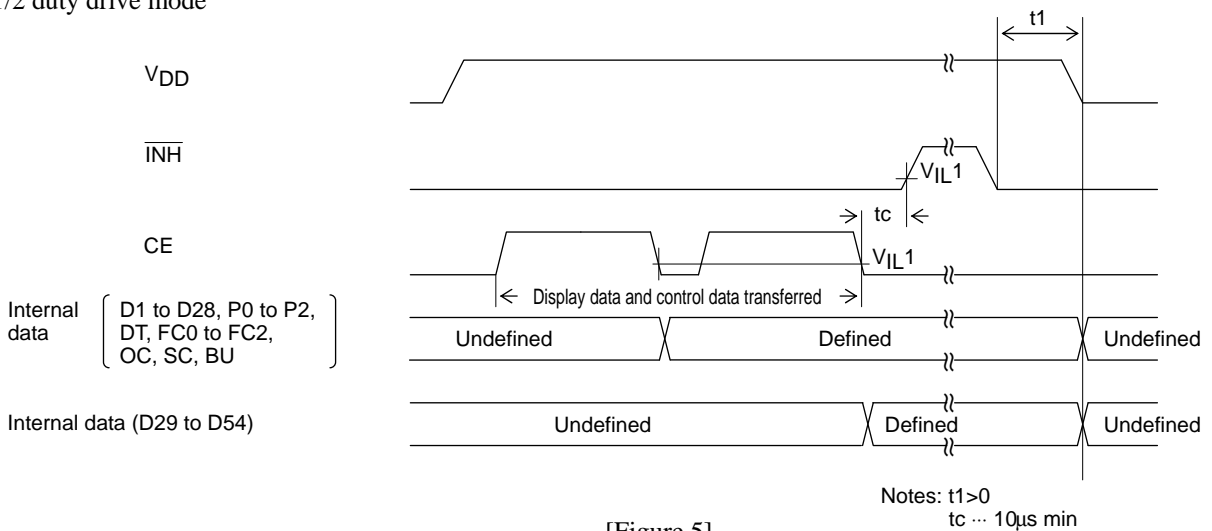 /2 duty drive mode
t1
VDD
INH
VIL1
tc
CE
VIL1
Display data and control data transferred
Internal data
D1 to D28, P0 to P2,
DT, FC0 to FC2,
OC, SC, BU
Undefined
Defined
Undefined
Internal data (D29 to D54)
Undefined
Defined
Undefined
Notes: t1>0
tc ··· 10μs min
[Figure 5]